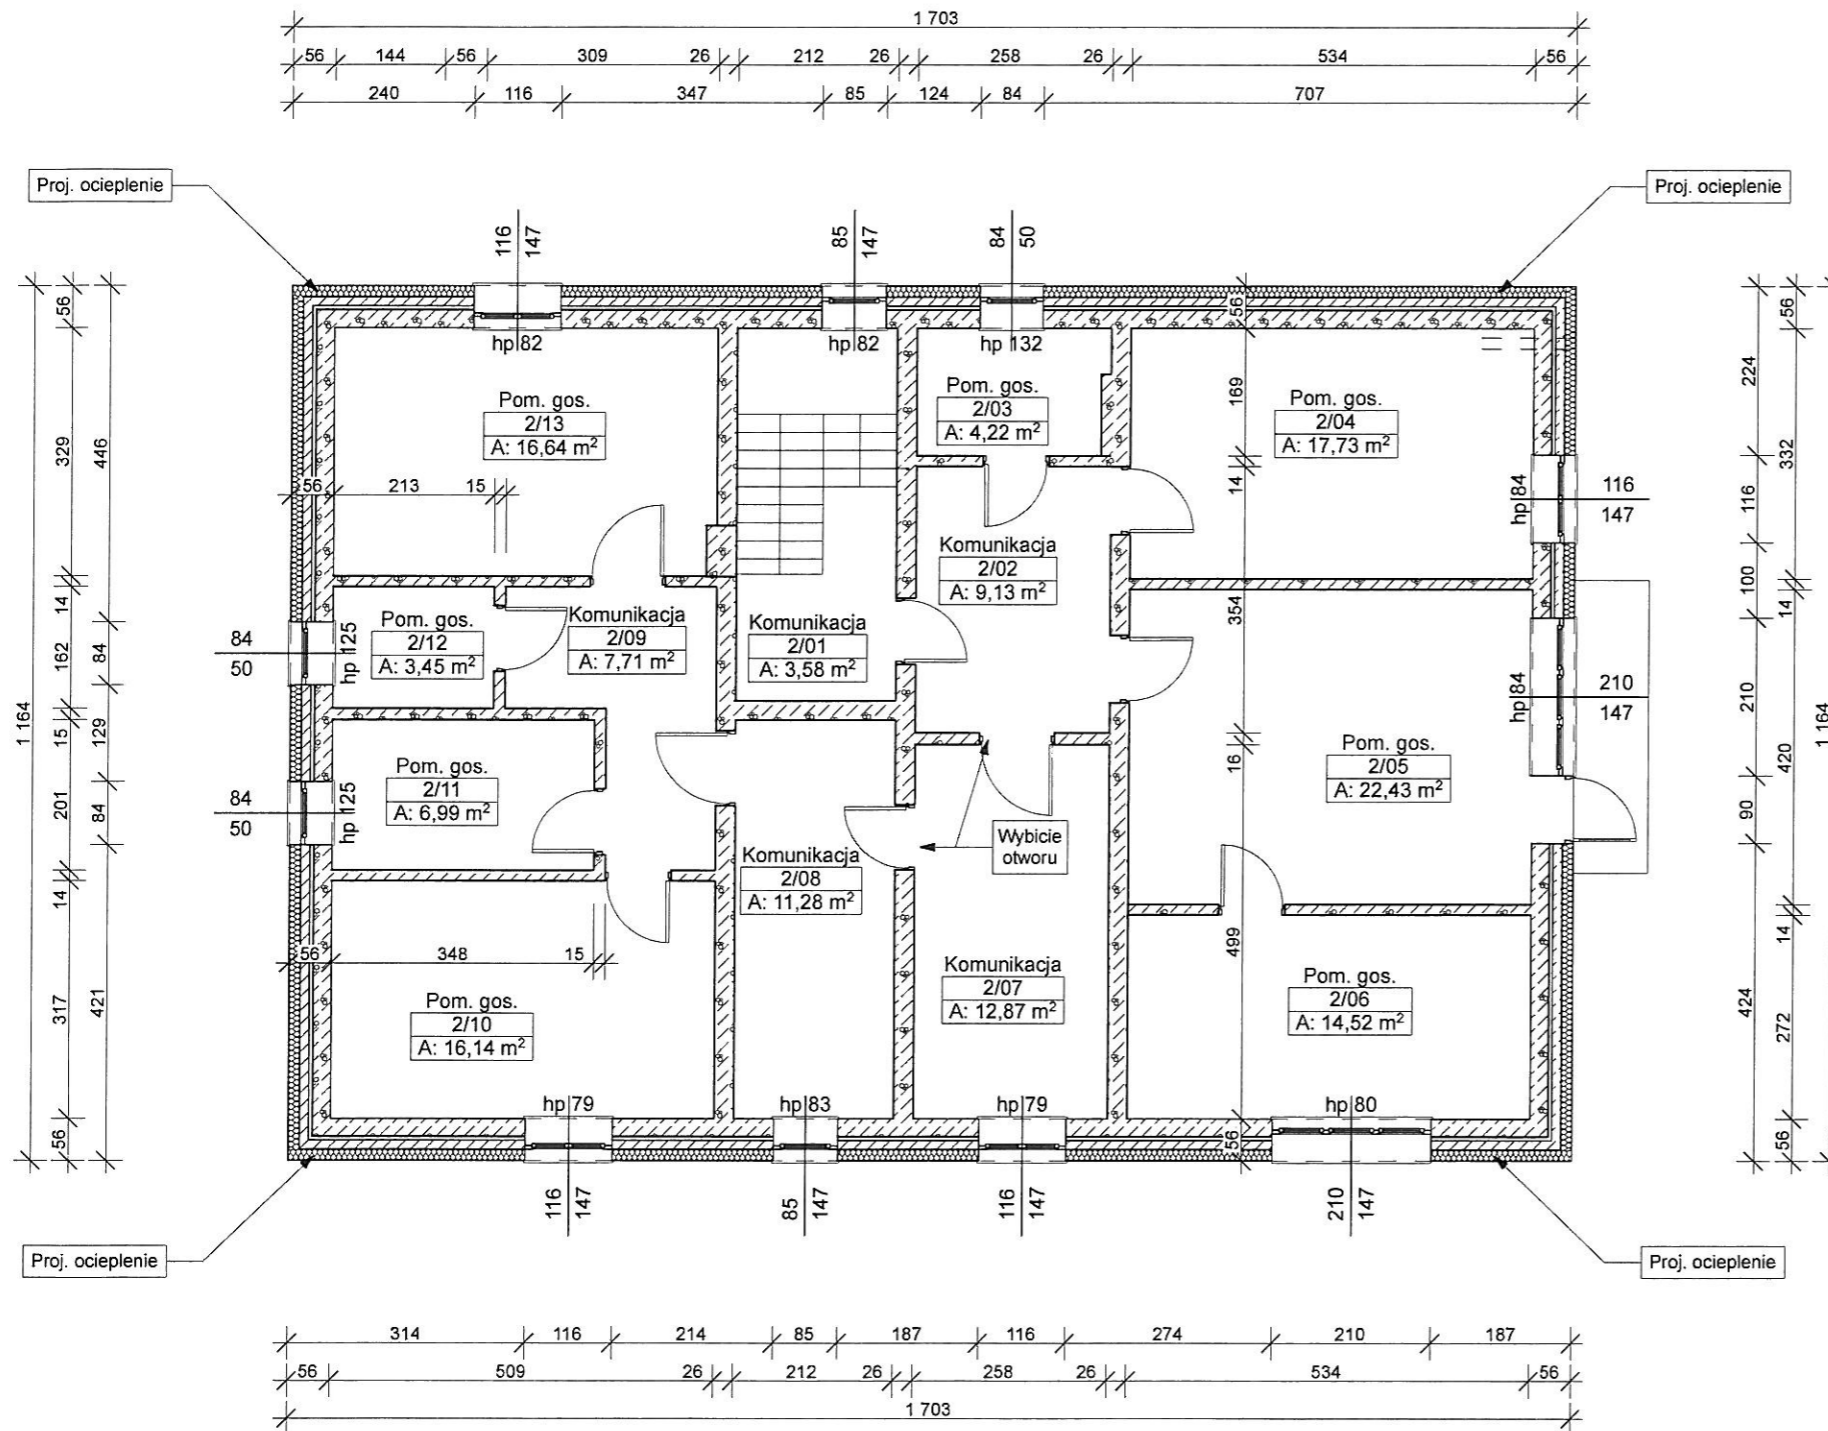 1 703
56 144 56 309 26 212 26 258 26 534 56
240 116 347 85 124 84 707
Proj. ocieplenie
Proj. ocieplenie
116
147
85
147
84
50
hp 82
hp 82
hp 132
56
Pom. gos.
2/13
A: 16,64 m²
Pom. gos.
2/03
A: 4,22 m²
169
Pom. gos.
2/04
A: 17,73 m²
56 213 15
14
hp 84
116
147
Komunikacja
2/02
A: 9,13 m²
354
Pom. gos.
2/12
A: 3,45 m²
Komunikacja
2/09
A: 7,71 m²
Komunikacja
2/01
A: 3,58 m²
84
50
hp 125
hp 84
210
147
16
Pom. gos.
2/05
A: 22,43 m²
Pom. gos.
2/11
A: 6,99 m²
84
50
hp 125
Wybicie
otworu
Komunikacja
2/08
A: 11,28 m²
56 348 15
499
Komunikacja
2/07
A: 12,87 m²
Pom. gos.
2/06
A: 14,52 m²
Pom. gos.
2/10
A: 16,14 m²
hp 79
hp 83
hp 79
hp 80
56
116
147
85
147
116
147
210
147
1 164
56 329 14 162 15 201 14 317 56
446 84 129 84 421
224 116 100 210 90 424
56 332 14 420 14 272 56
1 164
Proj. ocieplenie
Proj. ocieplenie
314 116 214 85 187 116 274 210 187
56 509 26 212 26 258 26 534 56
1 703